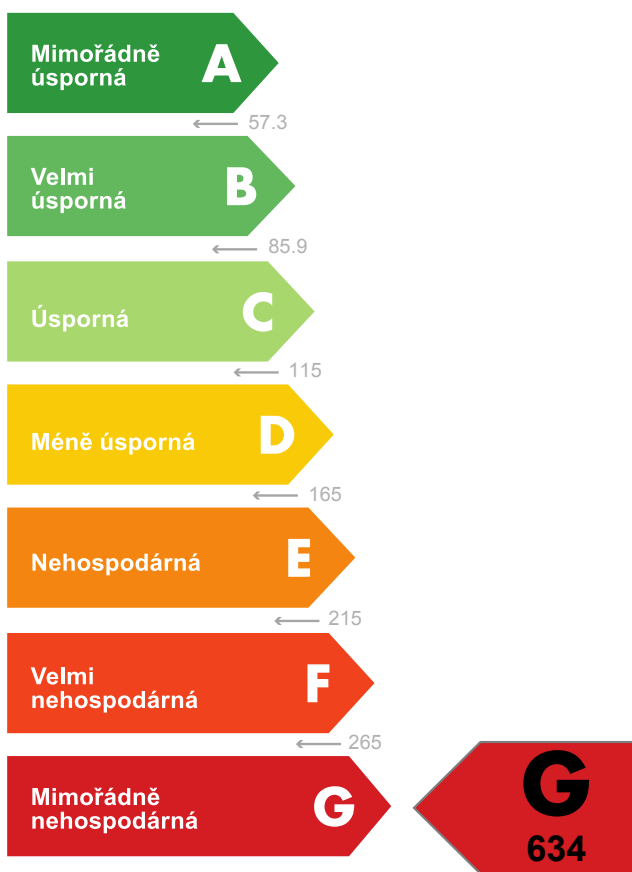 Mimořádně
úsporná
A
57.3
Velmi
úsporná
B
85.9
Úsporná
C
115
Méně úsporná
D
165
Nehospodárná
E
215
Velmi
nehospodárná
F
265
Mimořádně
nehospodárná
G
G
634